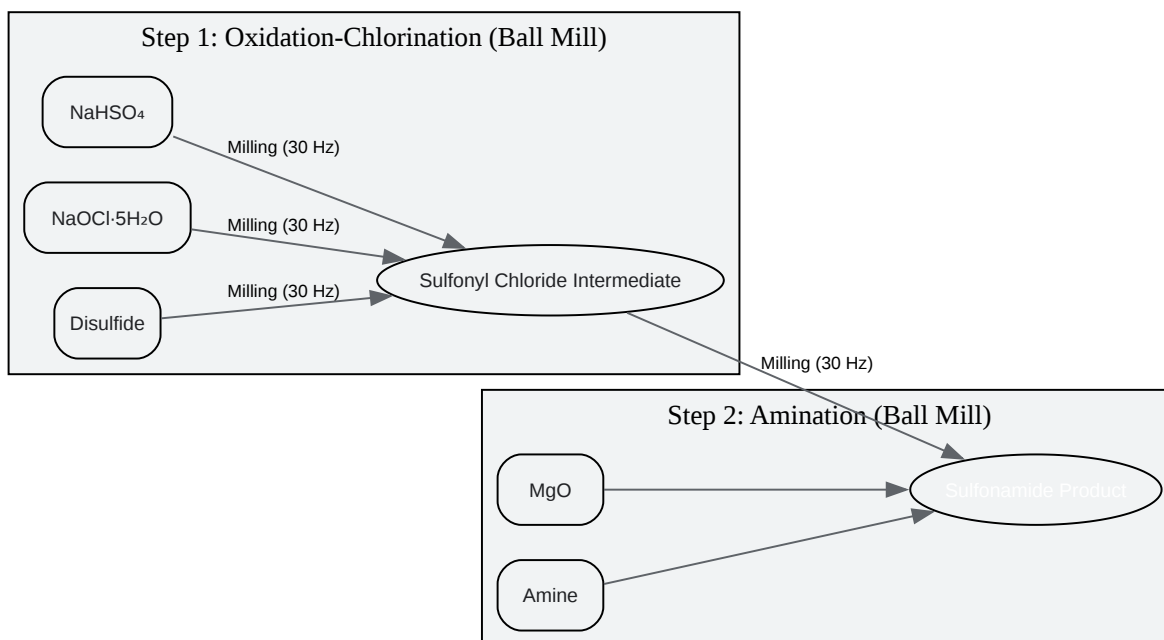 Step 1: Oxidation-Chlorination (Ball Mill)
NaHSO₄
Milling (30 Hz)
NaOCl·5H₂O
Milling (30 Hz)
Disulfide
Milling (30 Hz)
Sulfonyl Chloride Intermediate
Milling (30 Hz)
Step 2: Amination (Ball Mill)
MgO
Sulfonamide Product
Amine